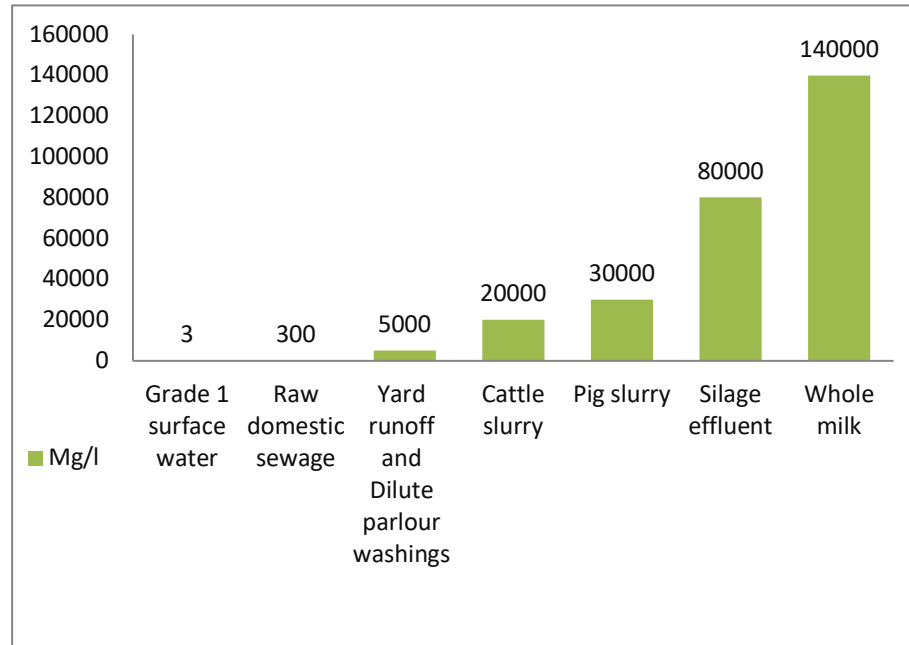 160000
140000
120000
100000
80000
60000
40000
20000
0
3
300
5000
20000
30000
80000
140000
Grade 1
surface
water
Raw
domestic
sewage
Yard
runoff
and
Dilute
parlour
washings
Cattle
slurry
Pig slurry
Silage
effluent
Whole
milk
Mg/l